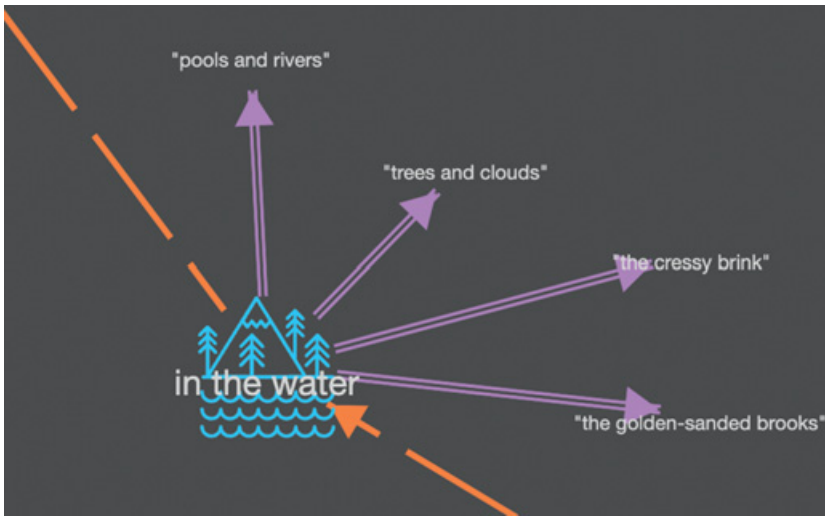 "pools and rivers"
"trees and clouds"
"the cressy brink"
in the water
"the golden-sanded brooks"